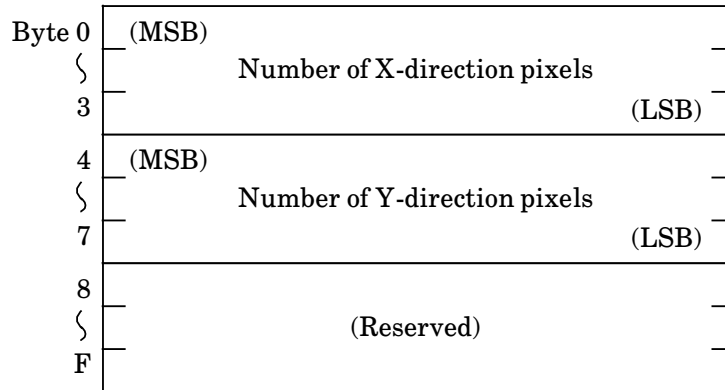 Byte 0 (MSB)
Number of X-direction pixels
3 (LSB)
4 (MSB)
Number of Y-direction pixels
7 (LSB)
8
(Reserved)
F